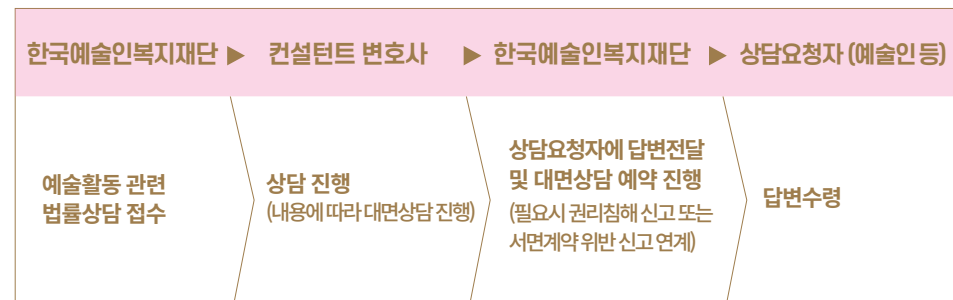 한국예술인복지재단 ▶ 컨설턴트 변호사 ▶ 한국예술인복지재단 ▶ 상담요청자 (예술인 등)
예술활동 관련
법률상담 접수
상담 진행
(내용에 따라 대면상담 진행)
상담요청자에 답변전달
및 대면상담 예약 진행
(필요시 권리침해 신고 또는
서면계약 위반 신고 연계)
답변수령